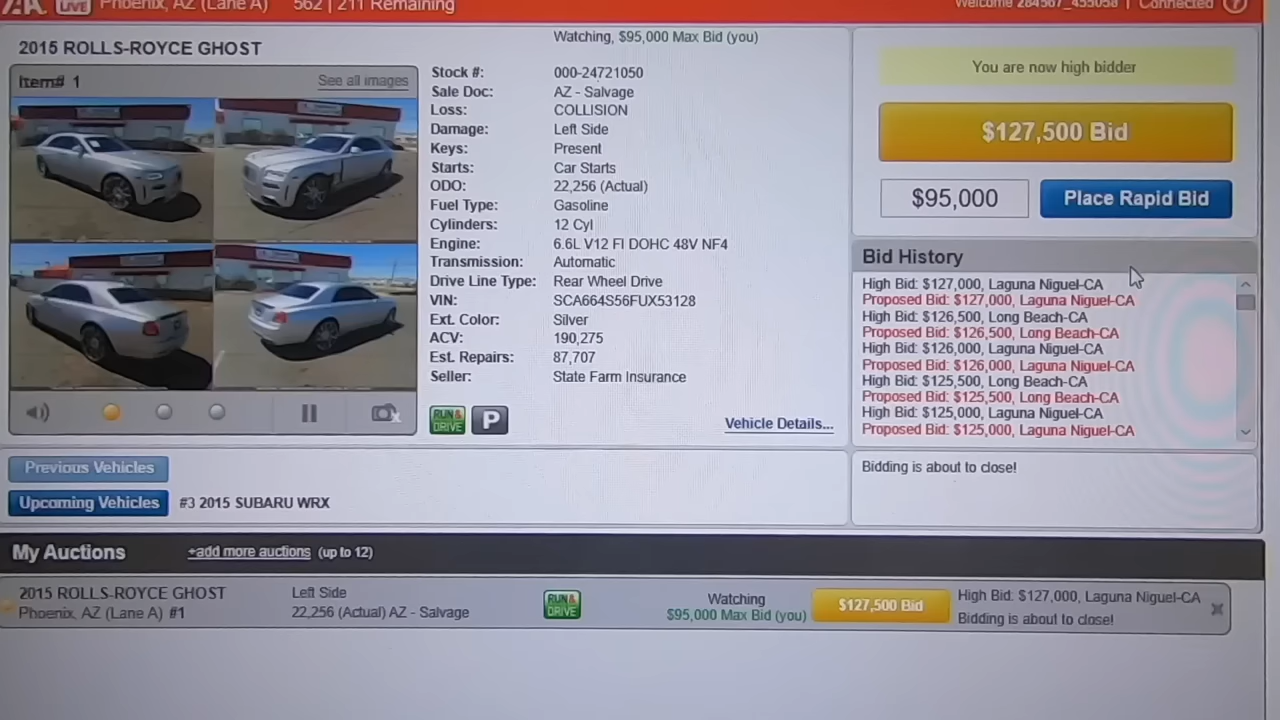 LIVE Phoenix, AZ (Lane A) 562 | 211 Remaining
Welcome | Connected ?
2015 ROLLS-ROYCE GHOST
Watching, $95,000 Max Bid (you)
Item# 1 See all images
Stock #: 000-24721050
Sale Doc: AZ - Salvage
Loss: COLLISION
Damage: Left Side
Keys: Present
Starts: Car Starts
ODO: 22,256 (Actual)
Fuel Type: Gasoline
Cylinders: 12 Cyl
Engine: 6.6L V12 FI DOHC 48V NF4
Transmission: Automatic
Drive Line Type: Rear Wheel Drive
VIN: SCA664S56FUX53128
Ext. Color: Silver
ACV: 190,275
Est. Repairs: 87,707
Seller: State Farm Insurance
RUN& DRIVE P Vehicle Details...
You are now high bidder
$127,500 Bid
$95,000 Place Rapid Bid
Bid History
High Bid: $127,000, Laguna Niguel-CA
Proposed Bid: $127,000, Laguna Niguel-CA
High Bid: $126,500, Long Beach-CA
Proposed Bid: $126,500, Long Beach-CA
High Bid: $126,000, Laguna Niguel-CA
Proposed Bid: $126,000, Laguna Niguel-CA
High Bid: $125,500, Long Beach-CA
Proposed Bid: $125,500, Long Beach-CA
High Bid: $125,000, Laguna Niguel-CA
Proposed Bid: $125,000, Laguna Niguel-CA
Bidding is about to close!
Previous Vehicles
Upcoming Vehicles #3 2015 SUBARU WRX
My Auctions +add more auctions (up to 12)
2015 ROLLS-ROYCE GHOST
Phoenix, AZ (Lane A) #1
Left Side
22,256 (Actual) AZ - Salvage
RUN& DRIVE
Watching
$95,000 Max Bid (you)
$127,500 Bid
High Bid: $127,000, Laguna Niguel-CA
Bidding is about to close!